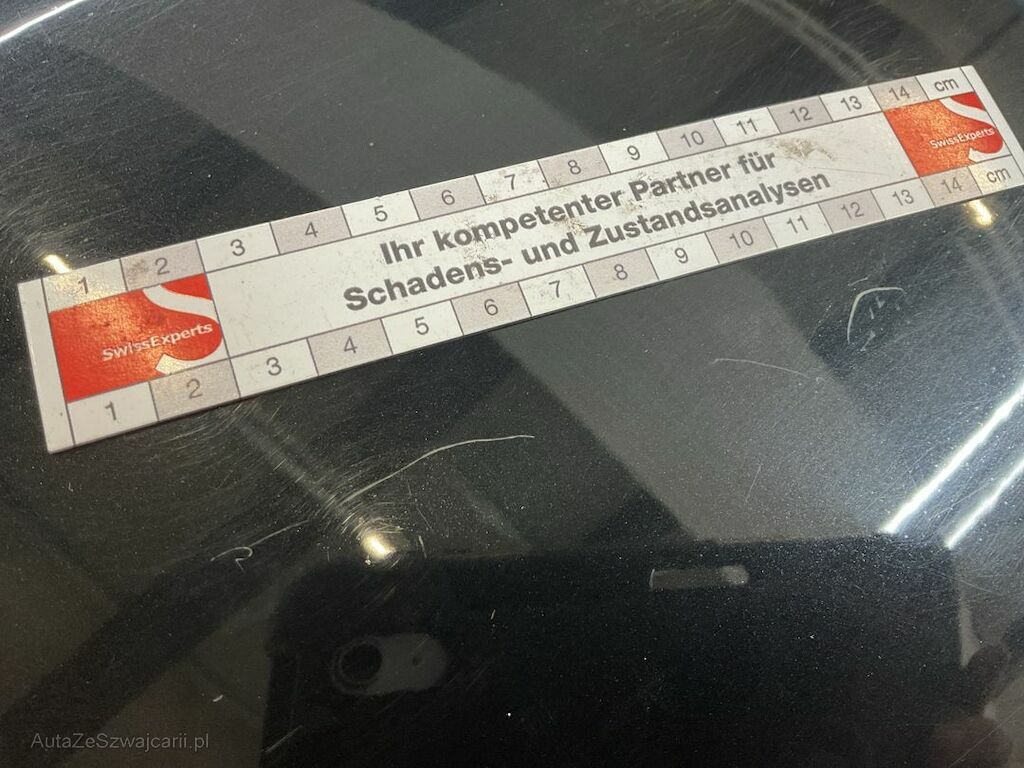 1 2 3 4 5 6 7 8 9 10 11 12 13 14 cm
SwissExperts
Ihr kompetenter Partner für
Schadens- und Zustandsanalysen
SwissExperts
1 2 3 4 5 6 7 8 9 10 11 12 13 14 cm
AutaZeSzwajcarii.pl